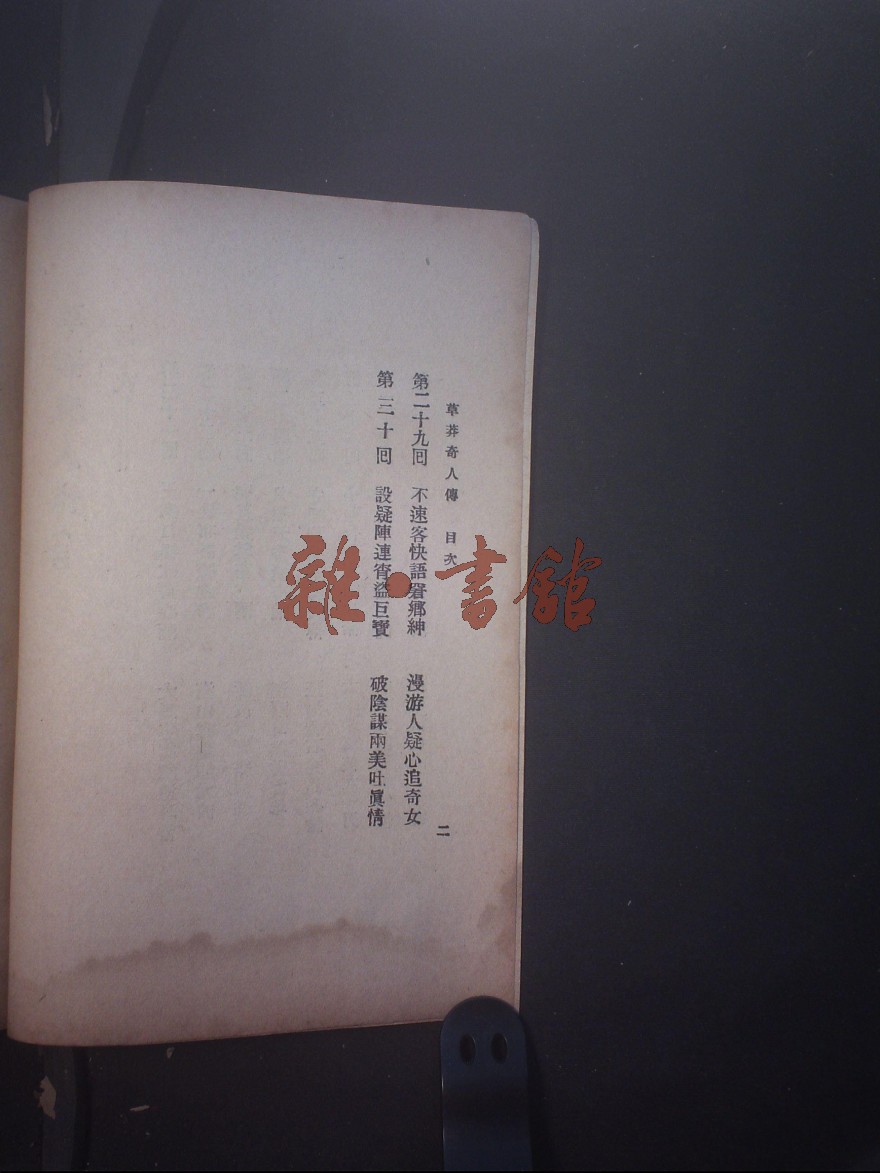 草莽奇人傳　目次　二
第二十九回　不速客快語窘鄉紳　漫游人疑心追奇女
第三十回　設疑陣連宵盜巨寶　破陰謀兩美吐眞情
雜·書館